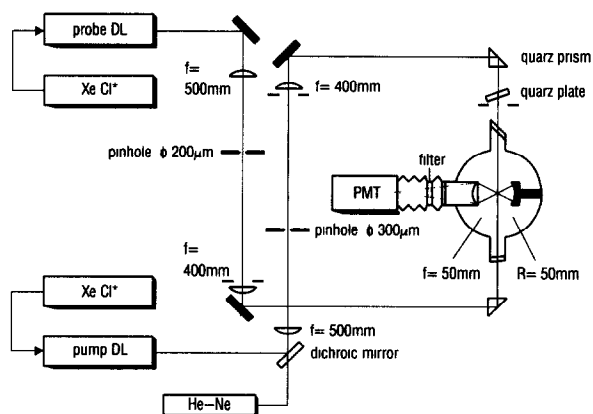 probe DL
Xe Cl*
f=
500mm
f= 400mm
quarz prism
quarz plate
pinhole ϕ 200μm
filter
PMT
pinhole ϕ 300μm
f= 50mm
R= 50mm
f=
400mm
Xe Cl*
pump DL
f= 500mm
dichroic mirror
He–Ne